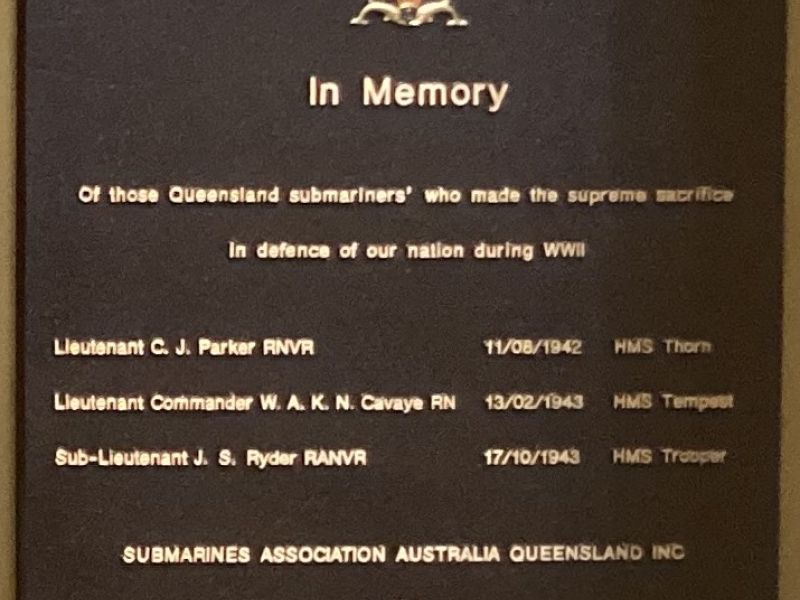 In Memory
Of those Queensland submariners' who made the supreme sacrifice
In defence of our nation during WWII
Lieutenant C. J. Parker RNVR 11/08/1942 HMS Thorn
Lieutenant Commander W. A. K. N. Cavaye RN 13/02/1943 HMS Tempest
Sub-Lieutenant J. S. Ryder RANVR 17/10/1943 HMS Trooper
SUBMARINES ASSOCIATION AUSTRALIA QUEENSLAND INC